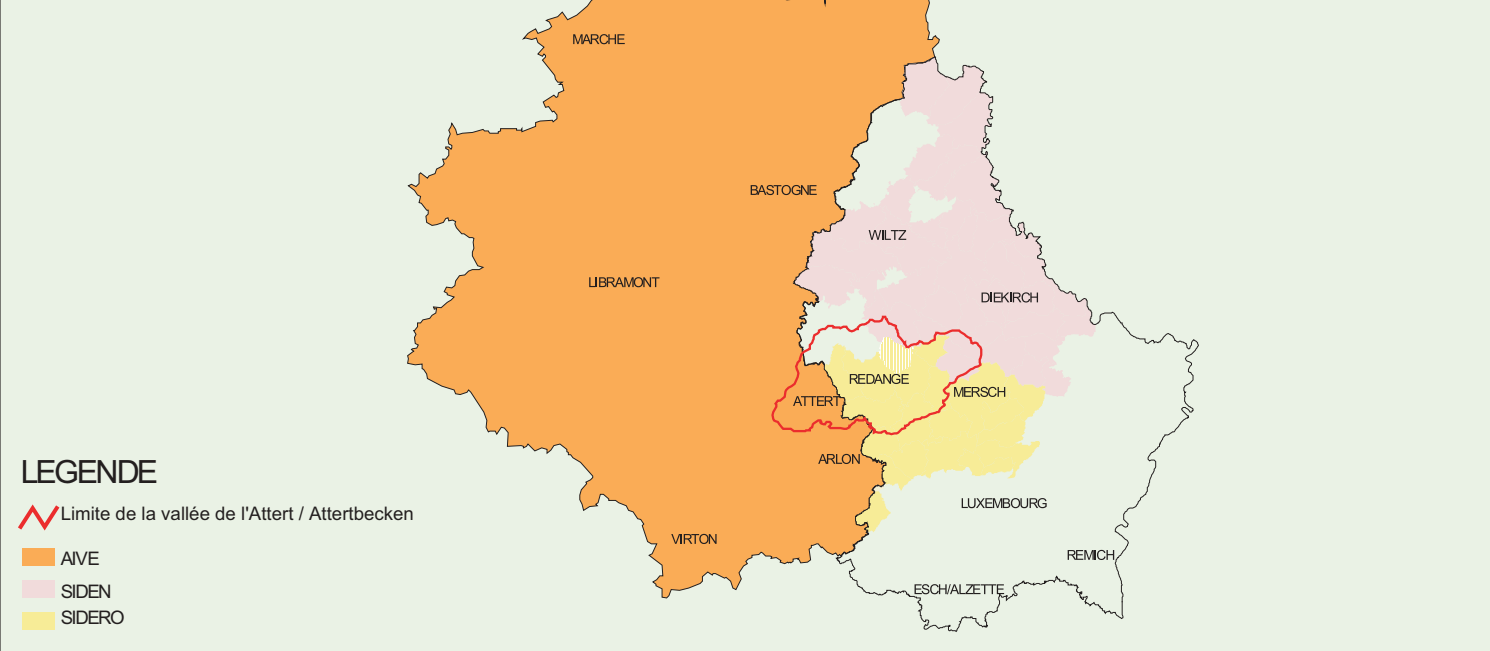 MARCHE
BASTOGNE
WILTZ
LIBRAMONT
DIEKIRCH
REDANGE
MERSCH
ATTERT
ARLON
LUXEMBOURG
VIRTON
REMICH
ESCH/ALZETTE
LEGENDE
Limite de la vallée de l'Attert / Attertbecken
AIVE
SIDEN
SIDERO